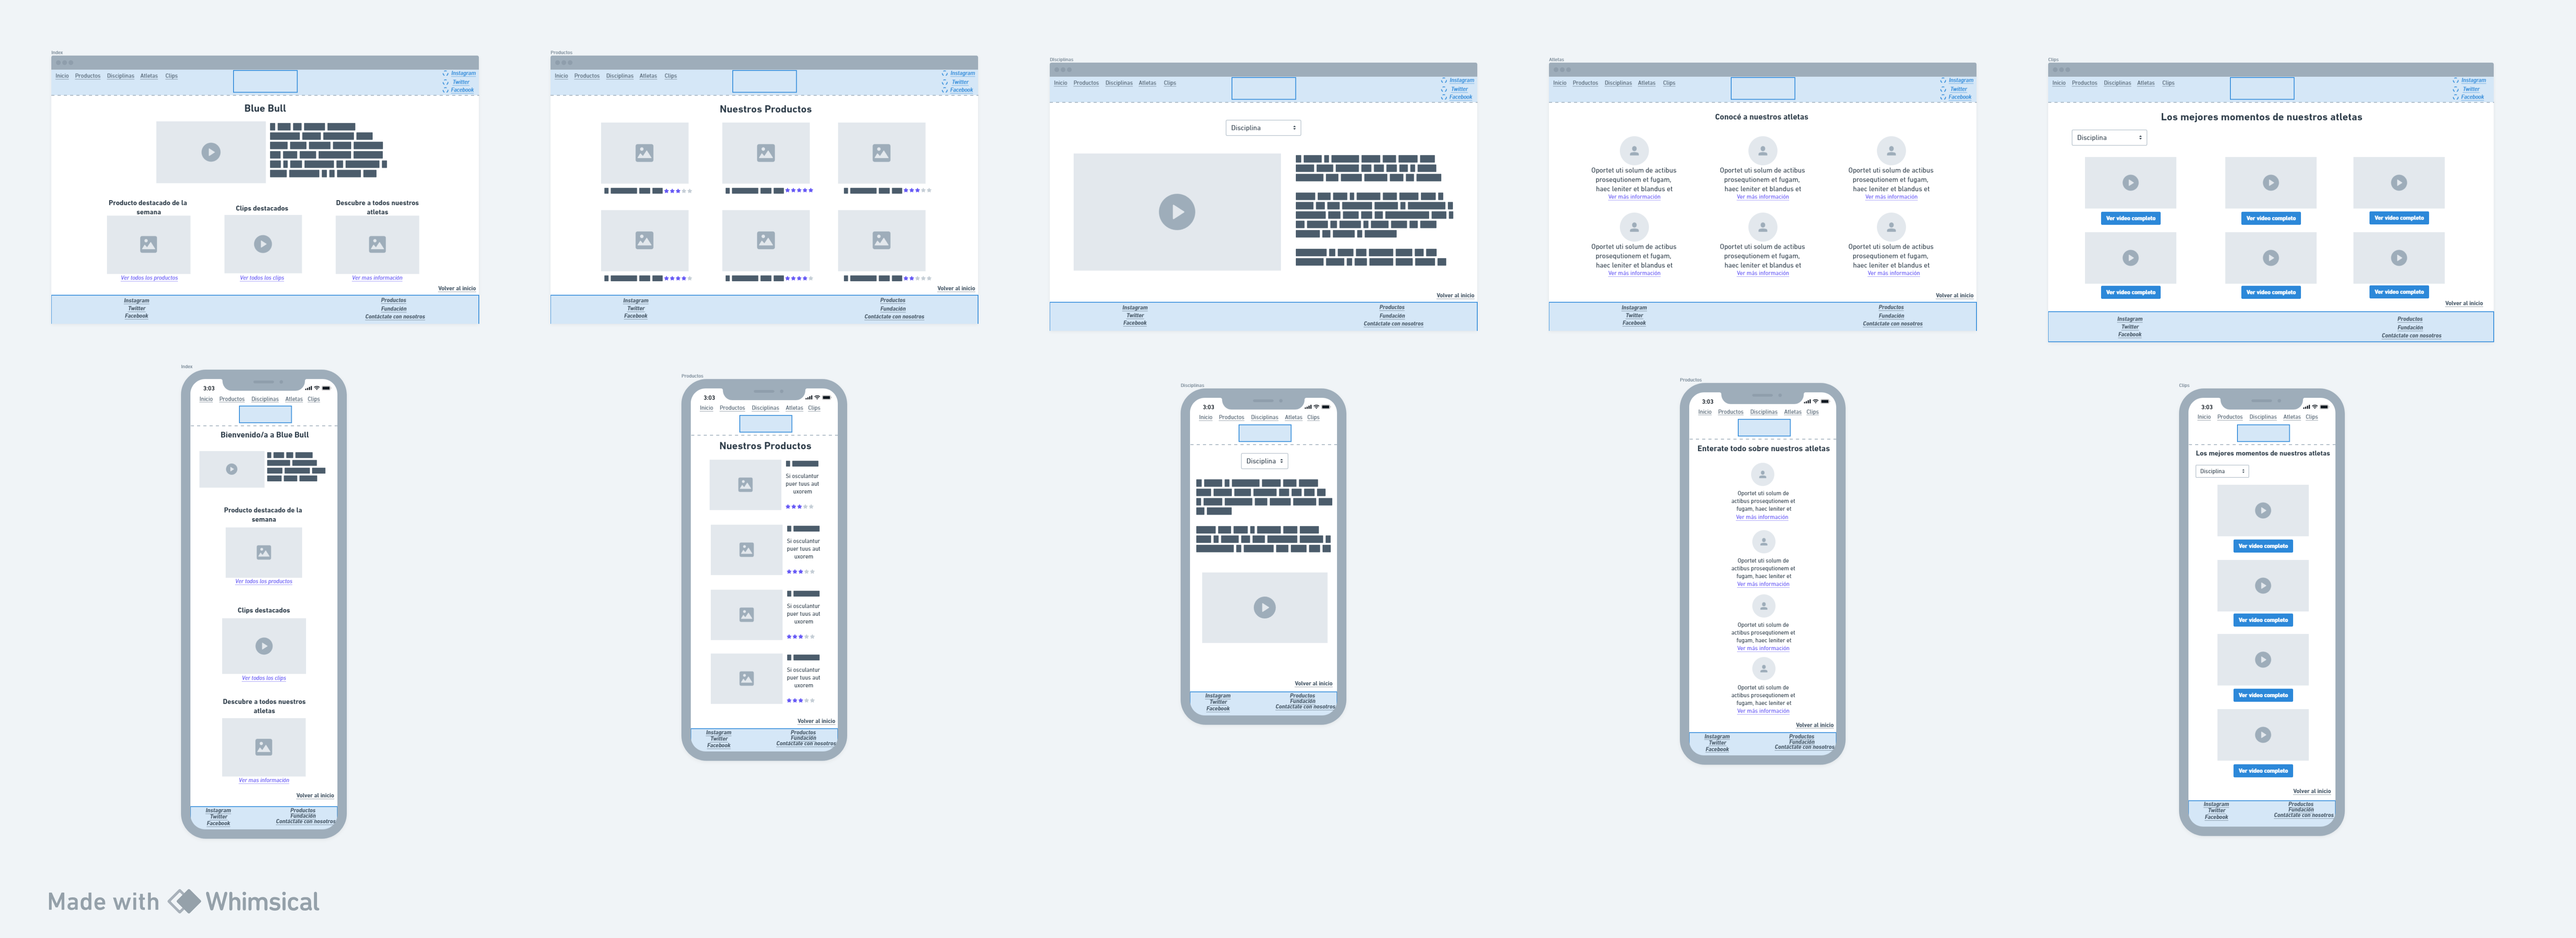 Index
Inicio Productos Disciplinas Atletas Clips
Instagram
Twitter
Facebook
Blue Bull
Producto destacado de la
semana
Ver todos los productos
Clips destacados
Ver todos los clips
Descubre a todos nuestros
atletas
Ver mas información
Volver al inicio
Instagram
Twitter
Facebook
Productos
Fundación
Contáctate con nosotros
Productos
Inicio Productos Disciplinas Atletas Clips
Instagram
Twitter
Facebook
Nuestros Productos
Volver al inicio
Instagram
Twitter
Facebook
Productos
Fundación
Contáctate con nosotros
Disciplinas
Inicio Productos Disciplinas Atletas Clips
Instagram
Twitter
Facebook
Disciplina
Volver al inicio
Instagram
Twitter
Facebook
Productos
Fundación
Contáctate con nosotros
Atletas
Inicio Productos Disciplinas Atletas Clips
Instagram
Twitter
Facebook
Conocé a nuestros atletas
Oportet uti solum de actibus
prosequtionem et fugam,
haec leniter et blandus et
Ver más información
Oportet uti solum de actibus
prosequtionem et fugam,
haec leniter et blandus et
Ver más información
Oportet uti solum de actibus
prosequtionem et fugam,
haec leniter et blandus et
Ver más información
Oportet uti solum de actibus
prosequtionem et fugam,
haec leniter et blandus et
Ver más información
Oportet uti solum de actibus
prosequtionem et fugam,
haec leniter et blandus et
Ver más información
Oportet uti solum de actibus
prosequtionem et fugam,
haec leniter et blandus et
Ver más información
Volver al inicio
Instagram
Twitter
Facebook
Productos
Fundación
Contáctate con nosotros
Clips
Inicio Productos Disciplinas Atletas Clips
Instagram
Twitter
Facebook
Los mejores momentos de nuestros atletas
Disciplina
Ver video completo
Ver video completo
Ver video completo
Ver video completo
Ver video completo
Ver video completo
Volver al inicio
Instagram
Twitter
Facebook
Productos
Fundación
Contáctate con nosotros
Index
3:03
Inicio Productos Disciplinas Atletas Clips
Bienvenido/a a Blue Bull
Producto destacado de la
semana
Ver todos los productos
Clips destacados
Ver todos los clips
Descubre a todos nuestros
atletas
Ver mas información
Volver al inicio
Instagram
Twitter
Facebook
Productos
Fundación
Contáctate con nosotros
Productos
3:03
Inicio Productos Disciplinas Atletas Clips
Nuestros Productos
Si osculantur
puer tuus aut
uxorem
Si osculantur
puer tuus aut
uxorem
Si osculantur
puer tuus aut
uxorem
Si osculantur
puer tuus aut
uxorem
Volver al inicio
Instagram
Twitter
Facebook
Productos
Fundación
Contáctate con nosotros
Disciplinas
3:03
Inicio Productos Disciplinas Atletas Clips
Disciplina
Volver al inicio
Instagram
Twitter
Facebook
Productos
Fundación
Contáctate con nosotros
Productos
3:03
Inicio Productos Disciplinas Atletas Clips
Enterate todo sobre nuestros atletas
Oportet uti solum de
actibus prosequtionem et
fugam, haec leniter et
Ver más información
Oportet uti solum de
actibus prosequtionem et
fugam, haec leniter et
Ver más información
Oportet uti solum de
actibus prosequtionem et
fugam, haec leniter et
Ver más información
Oportet uti solum de
actibus prosequtionem et
fugam, haec leniter et
Ver más información
Volver al inicio
Instagram
Twitter
Facebook
Productos
Fundación
Contáctate con nosotros
Clips
3:03
Inicio Productos Disciplinas Atletas Clips
Los mejores momentos de nuestros atletas
Disciplina
Ver video completo
Ver video completo
Ver video completo
Ver video completo
Volver al inicio
Instagram
Twitter
Facebook
Productos
Fundación
Contáctate con nosotros
Made with Whimsical